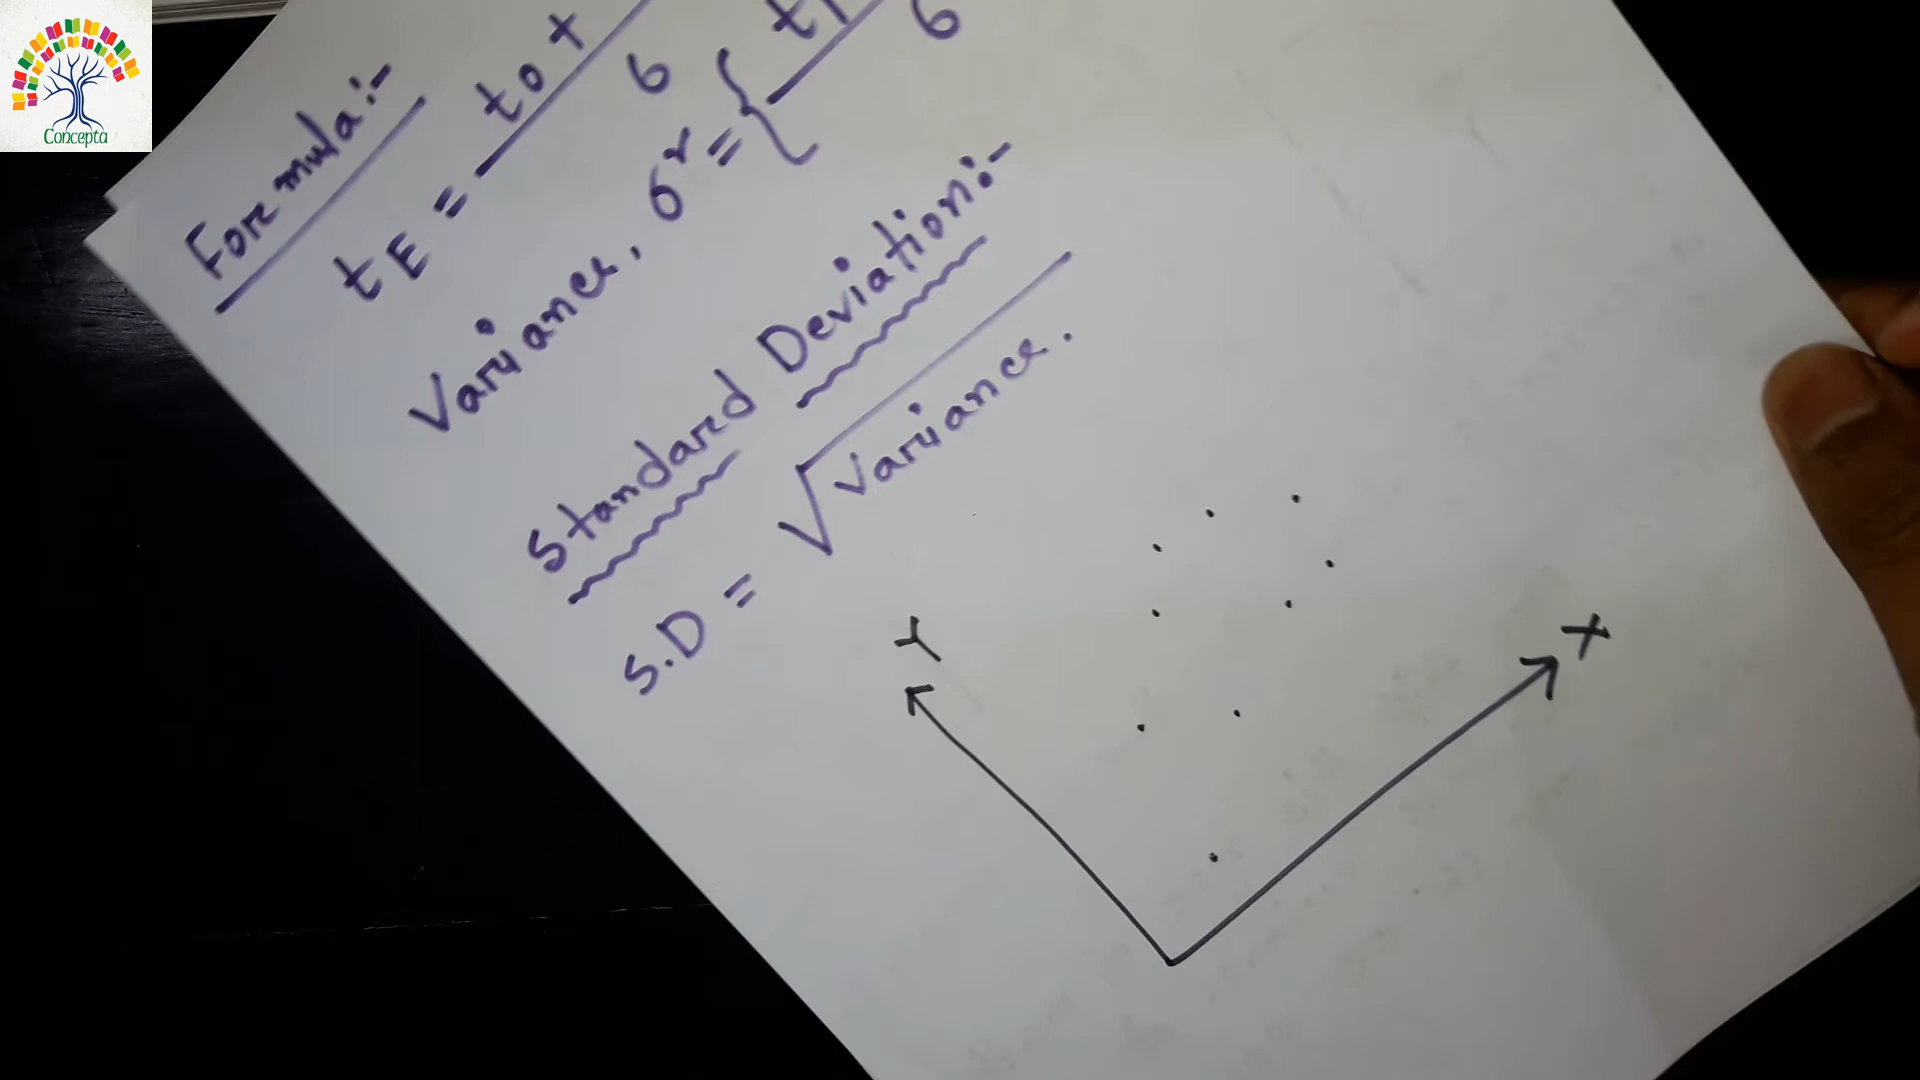 Concepta
Formula:-
tE = to +
6
Variance, σ² = { t
6
Standard Deviation:-
S.D = √Variance.
Y
X